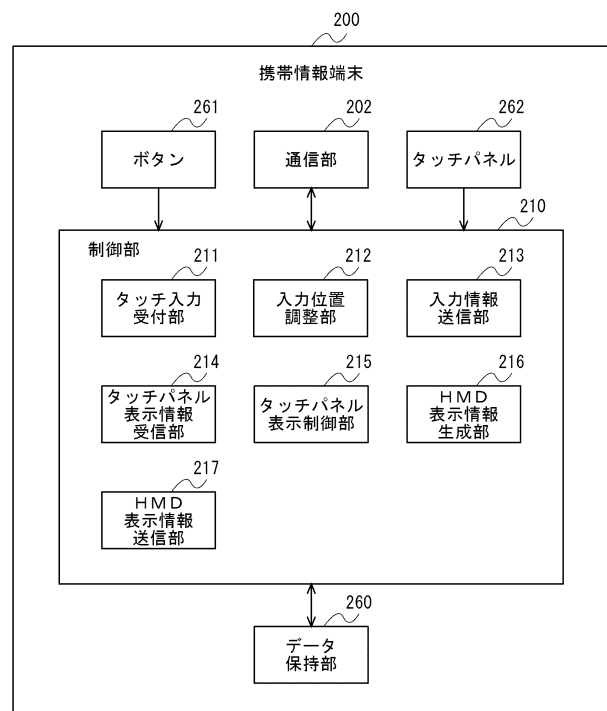 200
携帯情報端末
261
202
262
ボタン
通信部
タッチパネル
210
制御部
211
212
213
タッチ入力
受付部
入力位置
調整部
入力情報
送信部
214
215
216
タッチパネル
表示情報
受信部
タッチパネル
表示制御部
ＨＭＤ
表示情報
生成部
217
ＨＭＤ
表示情報
送信部
260
データ
保持部